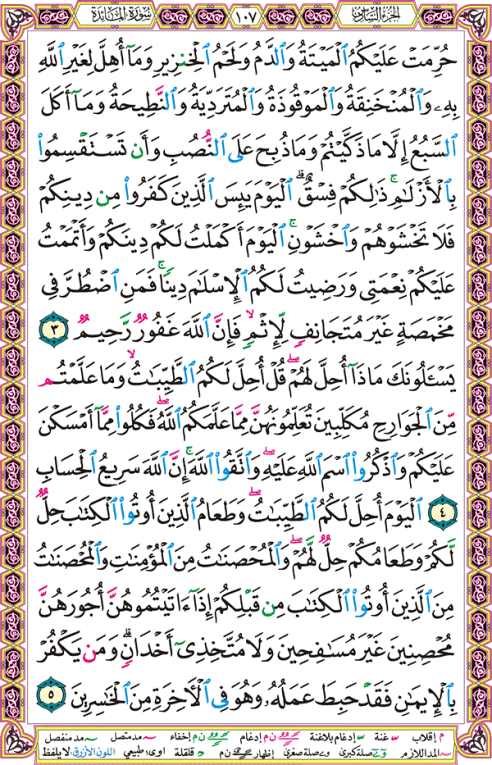 سُورَةُ المَائدَة
١٠٧
الجزء السادس
حُرِّمَتْ عَلَيْكُمُ ٱلْمَيْتَةُ وَٱلدَّمُ وَلَحْمُ ٱلْخِنزِيرِ وَمَآ أُهِلَّ لِغَيْرِ ٱللَّهِ
بِهِۦ وَٱلْمُنْخَنِقَةُ وَٱلْمَوْقُوذَةُ وَٱلْمُتَرَدِّيَةُ وَٱلنَّطِيحَةُ وَمَآ أَكَلَ
ٱلسَّبُعُ إِلَّا مَا ذَكَّيْتُمْ وَمَا ذُبِحَ عَلَى ٱلنُّصُبِ وَأَن تَسْتَقْسِمُوا۟
بِٱلْأَزْلَٰمِ ۚ ذَٰلِكُمْ فِسْقٌ ۗ ٱلْيَوْمَ يَئِسَ ٱلَّذِينَ كَفَرُوا۟ مِن دِينِكُمْ
فَلَا تَخْشَوْهُمْ وَٱخْشَوْنِ ۚ ٱلْيَوْمَ أَكْمَلْتُ لَكُمْ دِينَكُمْ وَأَتْمَمْتُ
عَلَيْكُمْ نِعْمَتِى وَرَضِيتُ لَكُمُ ٱلْإِسْلَٰمَ دِينًا ۚ فَمَنِ ٱضْطُرَّ فِى
مَخْمَصَةٍ غَيْرَ مُتَجَانِفٍ لِّإِثْمٍ ۙ فَإِنَّ ٱللَّهَ غَفُورٌ رَّحِيمٌ ٣
يَسْـَٔلُونَكَ مَاذَآ أُحِلَّ لَهُمْ ۖ قُلْ أُحِلَّ لَكُمُ ٱلطَّيِّبَٰتُ ۙ وَمَا عَلَّمْتُم
مِّنَ ٱلْجَوَارِحِ مُكَلِّبِينَ تُعَلِّمُونَهُنَّ مِمَّا عَلَّمَكُمُ ٱللَّهُ ۖ فَكُلُوا۟ مِمَّآ أَمْسَكْنَ
عَلَيْكُمْ وَٱذْكُرُوا۟ ٱسْمَ ٱللَّهِ عَلَيْهِ ۖ وَٱتَّقُوا۟ ٱللَّهَ ۚ إِنَّ ٱللَّهَ سَرِيعُ ٱلْحِسَابِ
٤ ٱلْيَوْمَ أُحِلَّ لَكُمُ ٱلطَّيِّبَٰتُ ۖ وَطَعَامُ ٱلَّذِينَ أُوتُوا۟ ٱلْكِتَٰبَ حِلٌّ
لَّكُمْ وَطَعَامُكُمْ حِلٌّ لَّهُمْ ۖ وَٱلْمُحْصَنَٰتُ مِنَ ٱلْمُؤْمِنَٰتِ وَٱلْمُحْصَنَٰتُ
مِنَ ٱلَّذِينَ أُوتُوا۟ ٱلْكِتَٰبَ مِن قَبْلِكُمْ إِذَآ ءَاتَيْتُمُوهُنَّ أُجُورَهُنَّ
مُحْصِنِينَ غَيْرَ مُسَٰفِحِينَ وَلَا مُتَّخِذِىٓ أَخْدَانٍ ۗ وَمَن يَكْفُرْ
بِٱلْإِيمَٰنِ فَقَدْ حَبِطَ عَمَلُهُۥ وَهُوَ فِى ٱلْـَٔاخِرَةِ مِنَ ٱلْخَٰسِرِينَ ٥
م إقلاب غنة إدغام بلاغنة ن م إدغام ن م إخفاء مد متصل مد منفصل
المد اللازم صلة كبرى صلة صغرى إظهار ن م قلقلة اوى: طبيعي اللون الأزرق: لا يلفظ